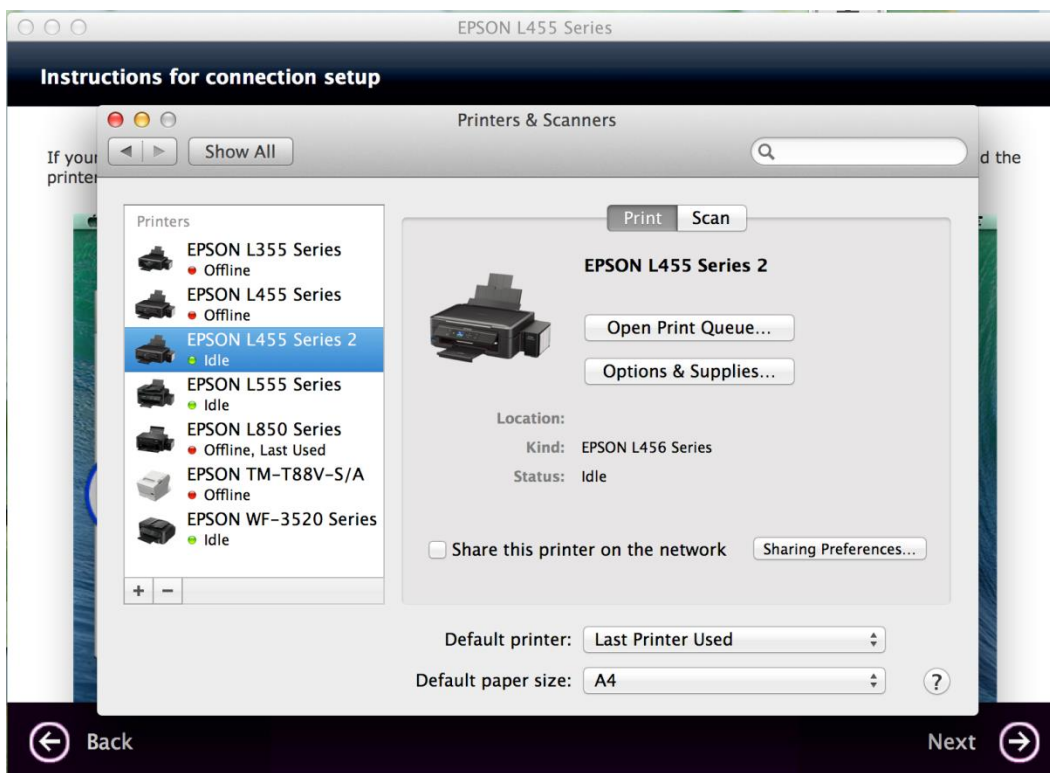 EPSON L455 Series
Instructions for connection setup
If your
d the
printer
Printers & Scanners
Show All
Printers
EPSON L355 Series
Offline
EPSON L455 Series
Offline
EPSON L455 Series 2
Idle
EPSON L555 Series
Idle
EPSON L850 Series
Offline, Last Used
EPSON TM-T88V-S/A
Offline
EPSON WF-3520 Series
Idle
+ −
Print Scan
EPSON L455 Series 2
Open Print Queue...
Options & Supplies...
Location:
Kind: EPSON L456 Series
Status: Idle
Share this printer on the network Sharing Preferences...
Default printer: Last Printer Used
Default paper size: A4 ?
Back Next